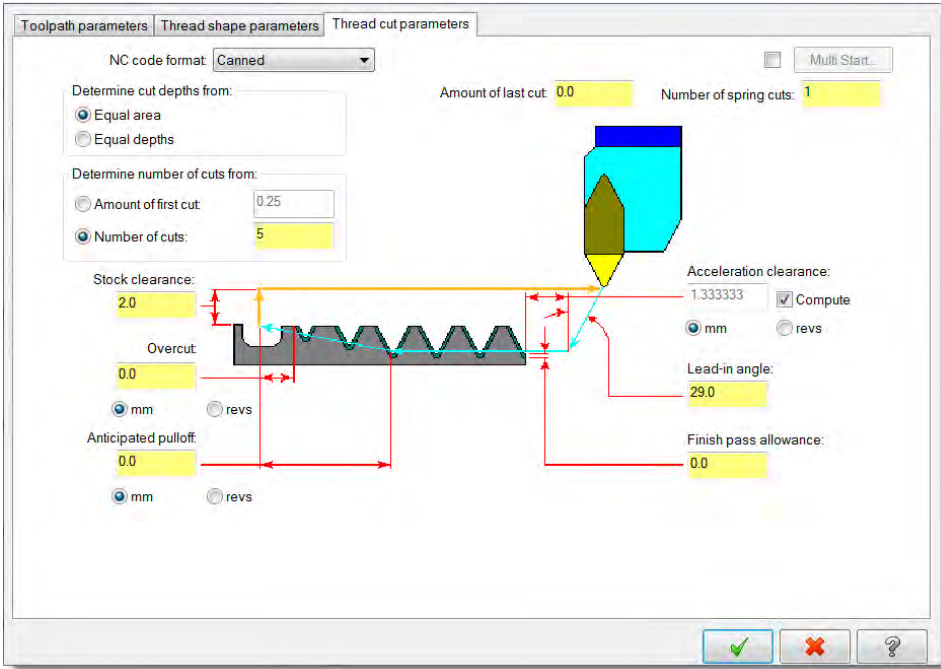 Toolpath parameters Thread shape parameters Thread cut parameters
NC code format: Canned Multi Start...
Determine cut depths from: Amount of last cut: 0.0 Number of spring cuts: 1
Equal area
Equal depths
Determine number of cuts from:
Amount of first cut: 0.25
Number of cuts: 5
Stock clearance: Acceleration clearance:
2.0 1.333333 Compute
mm revs
Overcut: Lead-in angle:
0.0 29.0
mm revs
Anticipated pulloff: Finish pass allowance:
0.0 0.0
mm revs